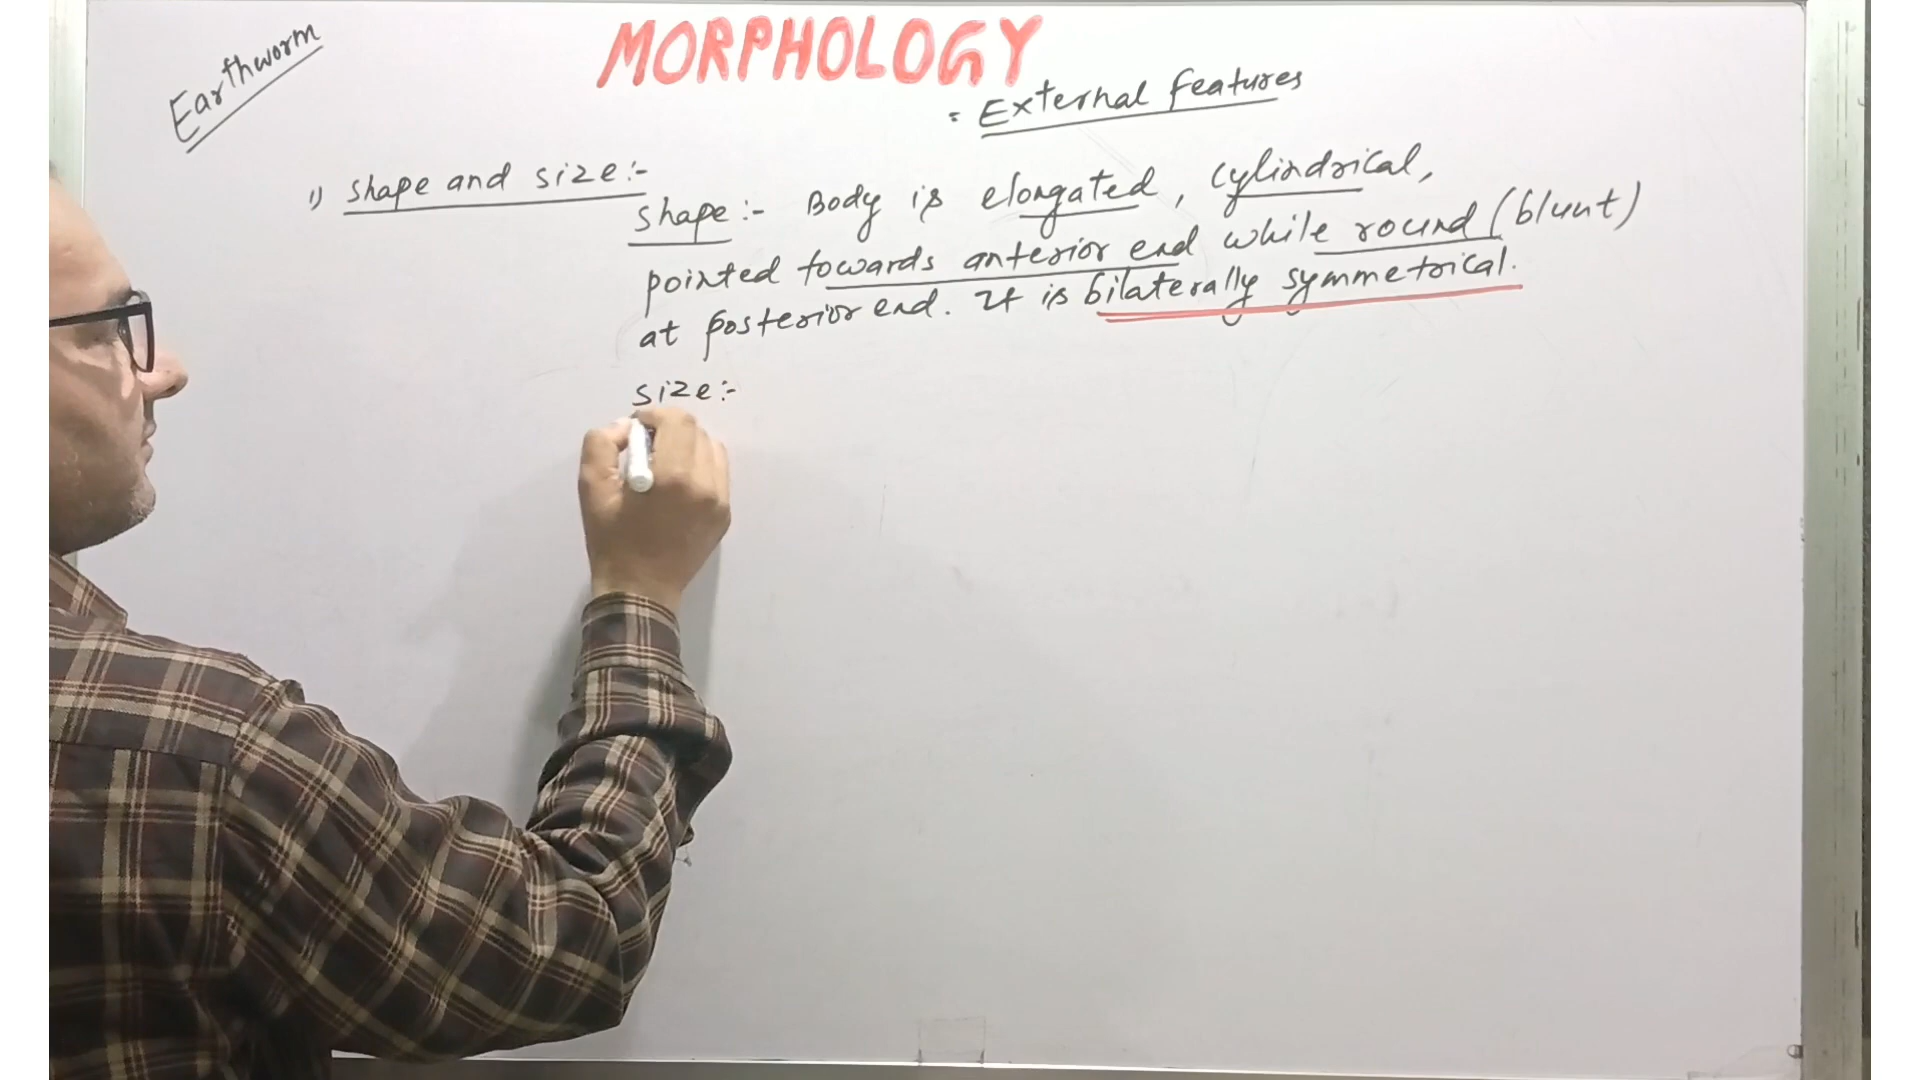 Earthworm
MORPHOLOGY
= External features
1) shape and size:-
shape:- Body is elongated, cylindrical,
pointed towards anterior end while round (blunt)
at posterior end. It is bilaterally symmetrical.
size:-